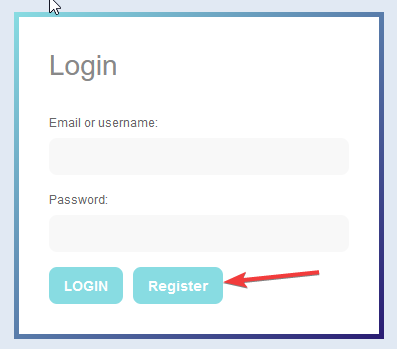 Login
Email or username:
Password:
LOGIN Register